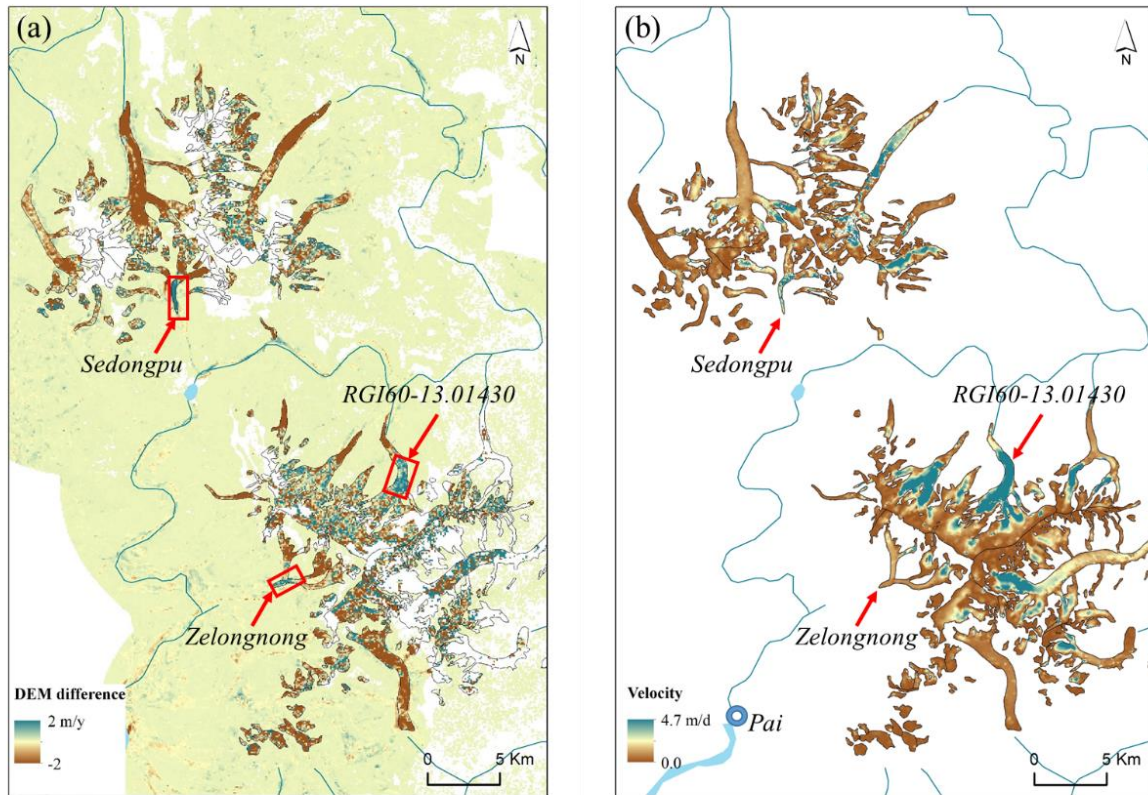 (a)
N
Sedongpu
RGI60-13.01430
Zelongnong
DEM difference
2 m/y
-2
0
5 Km
(b)
N
Sedongpu
RGI60-13.01430
Zelongnong
Velocity
4.7 m/d
0.0
Pai
0
5 Km